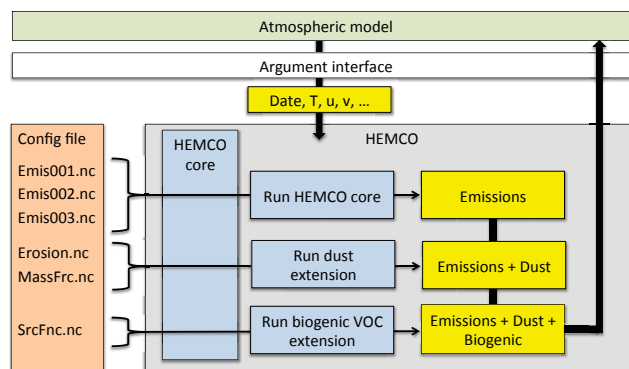 Atmospheric model
Argument interface
Date, T, u, v, ...
Config file
Emis001.nc
Emis002.nc
Emis003.nc
Erosion.nc
MassFrc.nc
SrcFnc.nc
HEMCO
core
HEMCO
Run HEMCO core
Emissions
Run dust
extension
Emissions + Dust
Run biogenic VOC
extension
Emissions + Dust +
Biogenic